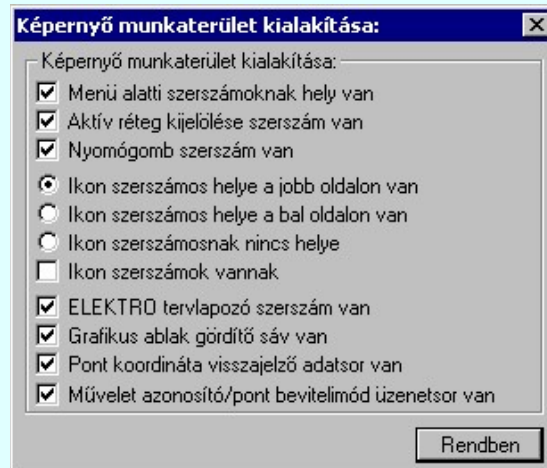 Képernyő munkaterület kialakítása:
Képernyő munkaterület kialakítása:
Menü alatti szerszámoknak hely van
Aktív réteg kijelölése szerszám van
Nyomógomb szerszám van
Ikon szerszámos helye a jobb oldalon van
Ikon szerszámos helye a bal oldalon van
Ikon szerszámosnak nincs helye
Ikon szerszámok vannak
ELEKTRO tervlapozó szerszám van
Grafikus ablak gördítő sáv van
Pont koordináta visszajelző adatsor van
Művelet azonosító/pont bevitelimód üzenetsor van
Rendben